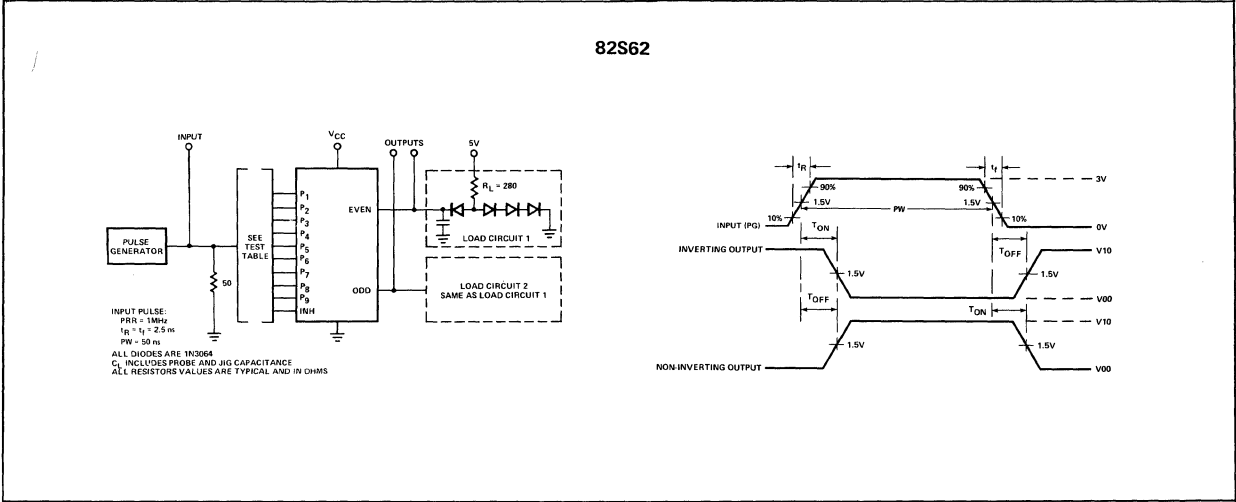 82S62
INPUT
VCC
OUTPUTS
5V
RL = 280
P1
P2
P3
P4
P5
P6
P7
P8
P9
INH
EVEN
ODD
PULSE
GENERATOR
SEE
TEST
TABLE
50
LOAD CIRCUIT 1
LOAD CIRCUIT 2
SAME AS LOAD CIRCUIT 1
INPUT PULSE:
PRR = 1MHz
tR = tf = 2.5 ns
PW = 50 ns
ALL DIODES ARE 1N3064
CL INCLUDES PROBE AND JIG CAPACITANCE
ALL RESISTORS VALUES ARE TYPICAL AND IN OHMS
tR
tf
3V
90%
90%
1.5V
1.5V
PW
10%
10%
INPUT (PG)
0V
TON
TOFF
INVERTING OUTPUT
V10
1.5V
1.5V
V00
TOFF
TON
V10
1.5V
1.5V
NON-INVERTING OUTPUT
V00